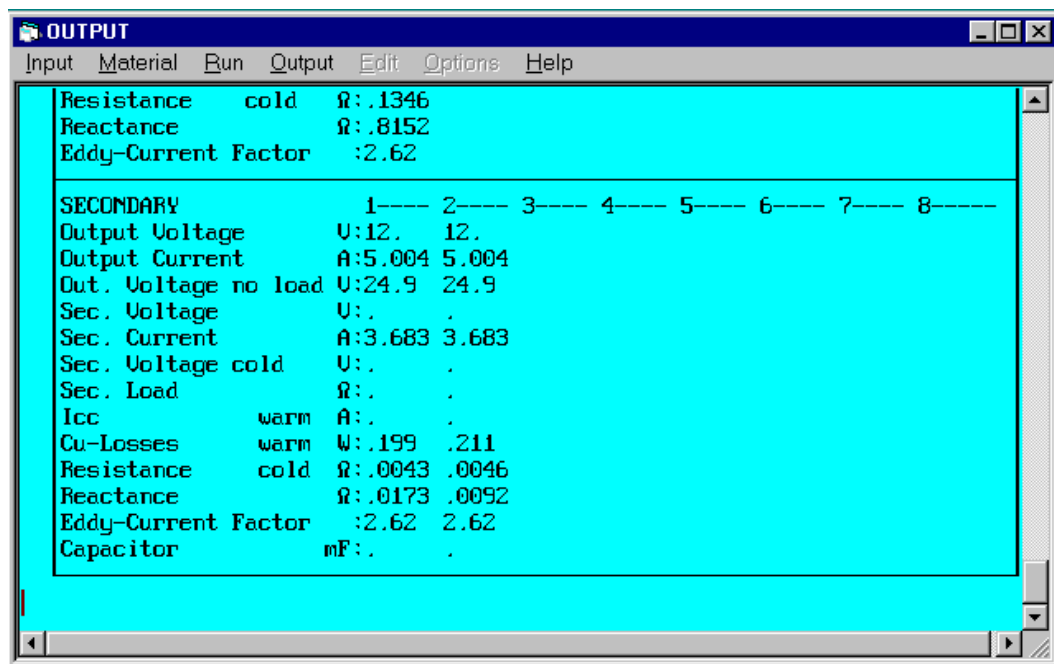 OUTPUT
Input Material Run Output Edit Options Help
Resistance cold Ω:.1346
Reactance Ω:.8152
Eddy-Current Factor :2.62
SECONDARY 1---- 2---- 3---- 4---- 5---- 6---- 7---- 8-----
Output Voltage V:12. 12.
Output Current A:5.004 5.004
Out. Voltage no load V:24.9 24.9
Sec. Voltage V:. .
Sec. Current A:3.683 3.683
Sec. Voltage cold V:. .
Sec. Load Ω:. .
Icc warm A:. .
Cu-Losses warm W:.199 .211
Resistance cold Ω:.0043 .0046
Reactance Ω:.0173 .0092
Eddy-Current Factor :2.62 2.62
Capacitor mF:. .